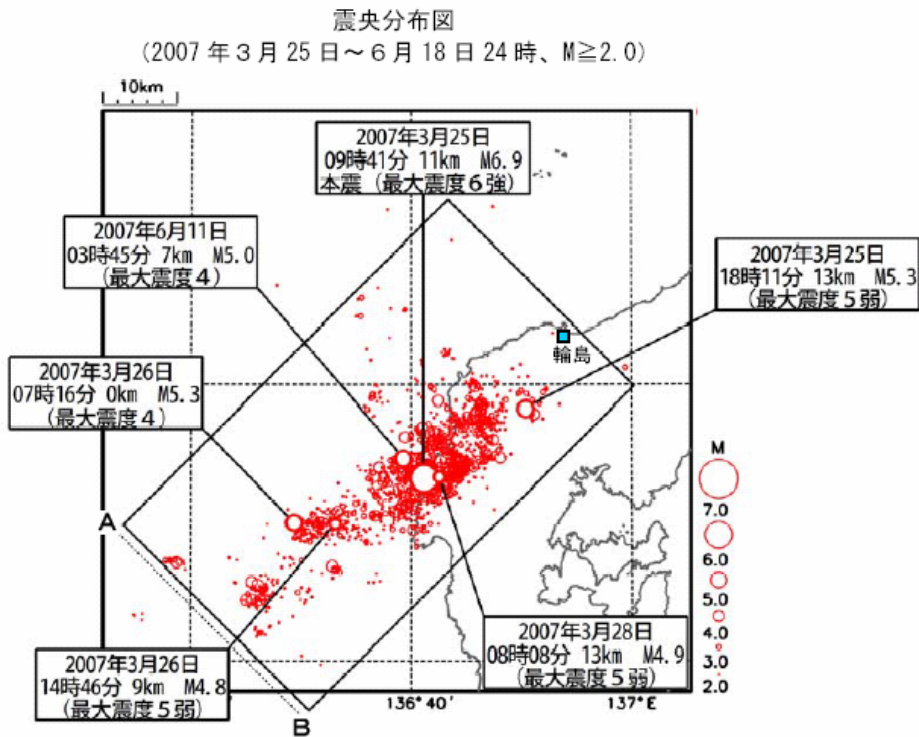 震央分布図
(2007年3月25日～6月18日24時、M≧2.0)
10km
2007年3月25日
09時41分 11km M6.9
本震（最大震度6強）
2007年6月11日
03時45分 7km M5.0
（最大震度4）
2007年3月25日
18時11分 13km M5.3
（最大震度5弱）
輪島
2007年3月26日
07時16分 0km M5.3
（最大震度4）
M
7.0
6.0
5.0
4.0
3.0
2.0
A
2007年3月28日
08時08分 13km M4.9
（最大震度5弱）
2007年3月26日
14時46分 9km M4.8
（最大震度5弱）
B
136°40′
137°E